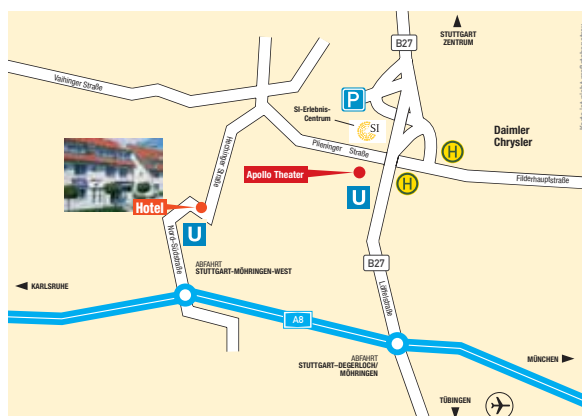 STUTTGART
ZENTRUM
B27
Vaihinger Straße
P
SI-Erlebnis-
Centrum
SI
Daimler
Chrysler
Plieninger Straße
H
Hechinger Straße
Apollo Theater
U
H
Filderhauptstraße
Hotel
U
Nord-Südstraße
ABFAHRT
STUTTGART-MÖHRINGEN-WEST
B27
KARLSRUHE
Löffelstraße
A8
ABFAHRT
STUTTGART–DEGERLOCH/
MÖHRINGEN
MÜNCHEN
TÜBINGEN